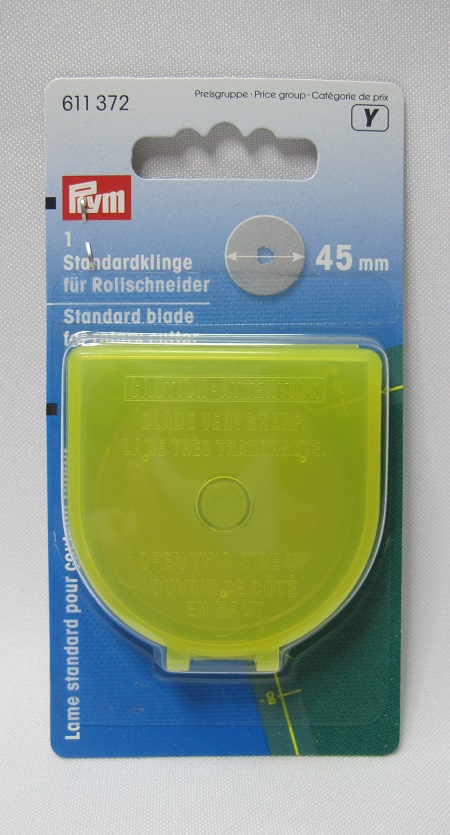 611 372
Preisgruppe · Price group · Catégorie de prix
Y
Prym
1
Standardklinge
für Rollschneider
45 mm
Standard blade
CAUTION - ATTENTION
BLADE VERY SHARP.
LAME TRÈS TRANCHANTE.
OPEN THIS SIDE UP
OUVRIR CE CÔTÉ
EN HAUT
Lame standard pour